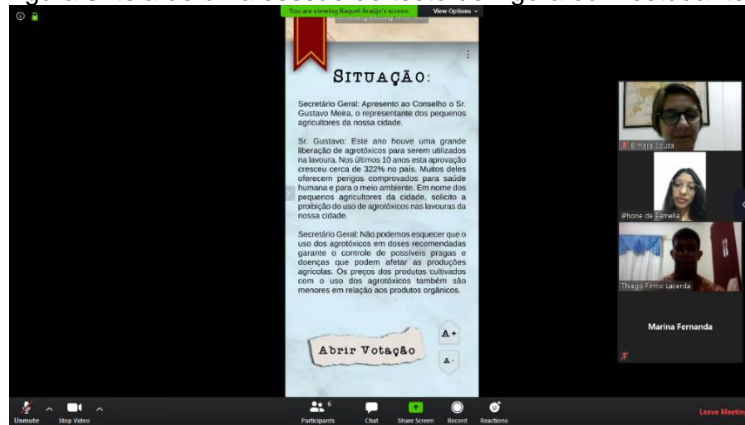 You are viewing Raquel Araujo's screen
View Options
SITUAÇÃO:
Secretário Geral: Apresento ao Conselho o Sr.
Gustavo Meira, o representante dos pequenos
agricultores da nossa cidade.
Sr. Gustavo: Este ano houve uma grande
liberação de agrotóxicos para serem utilizados
na lavoura. Nos últimos 10 anos esta aprovação
cresceu cerca de 322% no país. Muitos deles
oferecem perigos comprovados para saúde
humana e para o meio ambiente. Em nome dos
pequenos agricultores da cidade, solicito a
proibição do uso de agrotóxicos nas lavouras da
nossa cidade.
Secretário Geral: Não podemos esquecer que o
uso dos agrotóxicos em doses recomendadas
garante o controle de possíveis pragas e
doenças que podem afetar as produções
agrícolas. Os preços dos produtos cultivados
com o uso dos agrotóxicos também são
menores em relação aos produtos orgânicos.
Abrir Votação
A+
A-
Souza
iPhone de
Thiago Firmo Lacerda
Marina Fernanda
Unmute
Stop Video
6
Participants
Chat
Share Screen
Record
Reactions
Leave Meetin